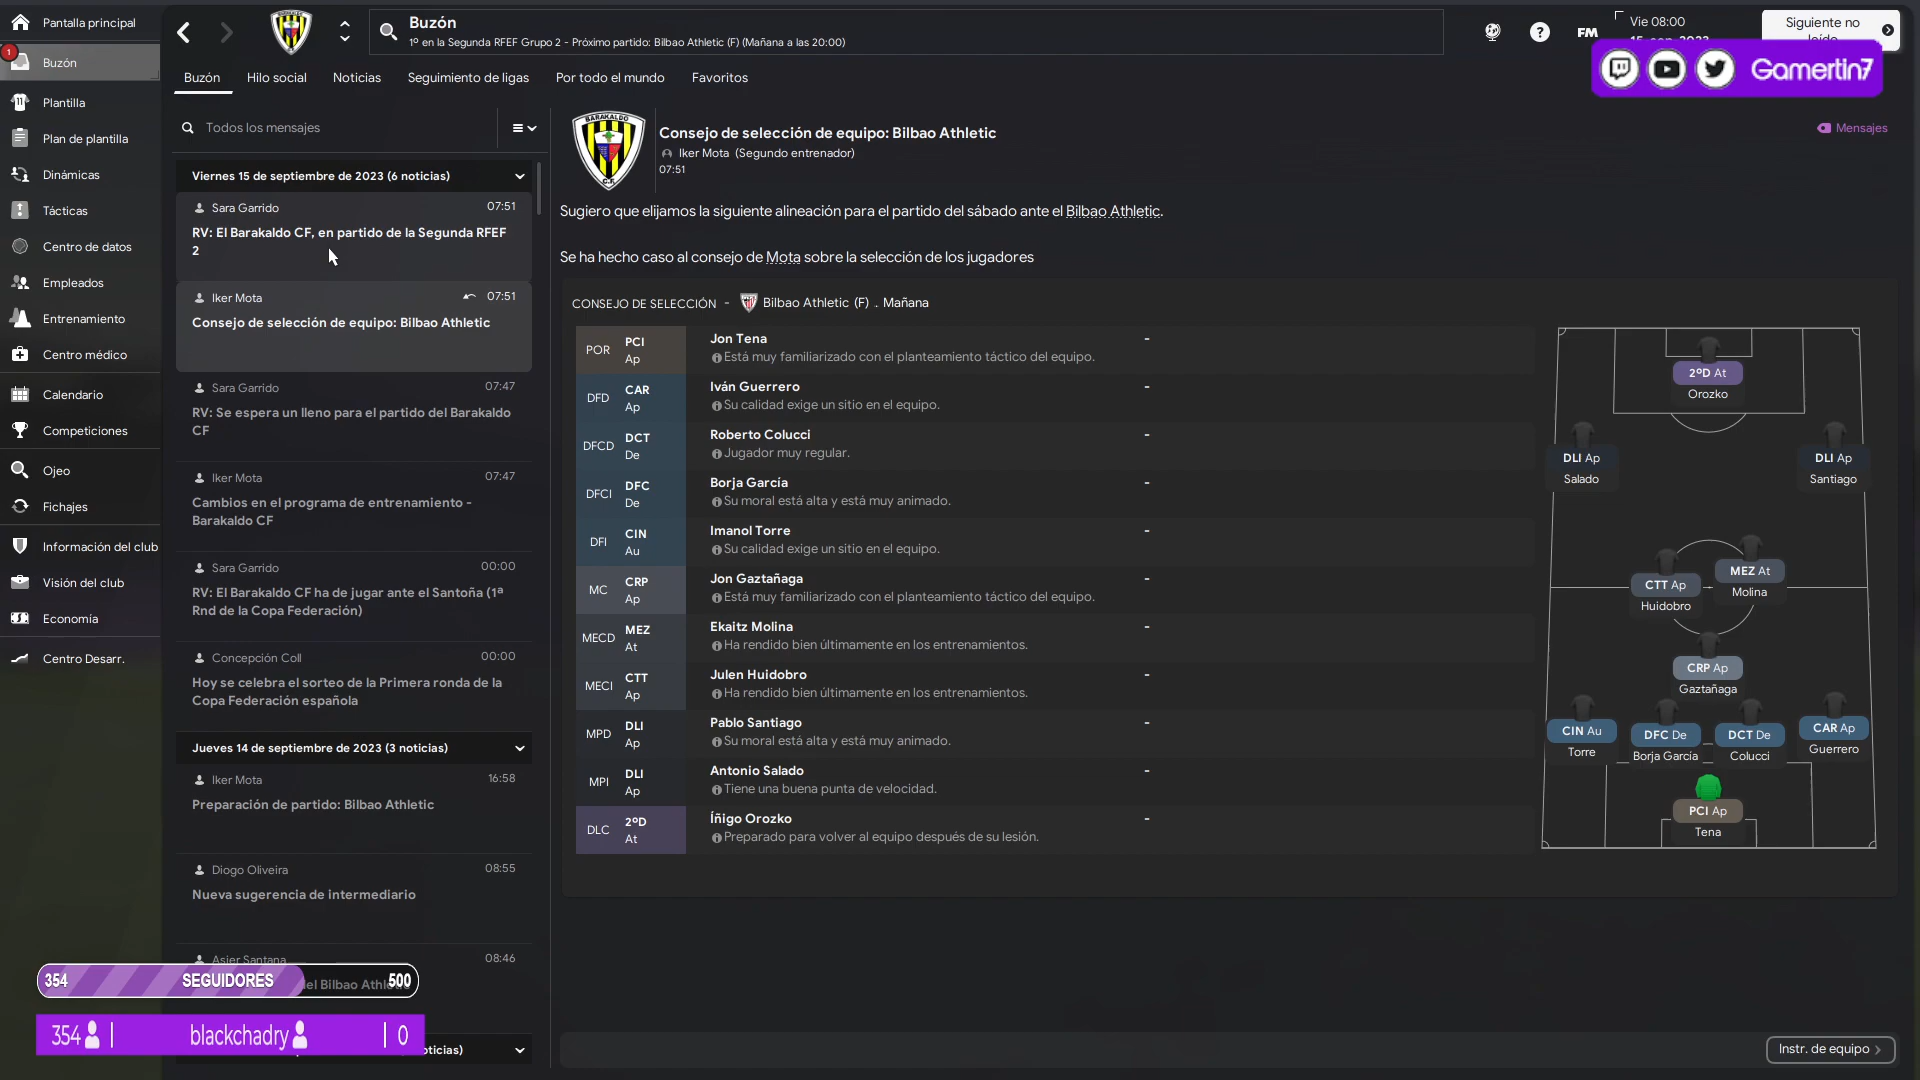 Pantalla principal
1
Buzón
Plantilla
Plan de plantilla
Dinámicas
Tácticas
Centro de datos
Empleados
Entrenamiento
Centro médico
Calendario
Competiciones
Ojeo
Fichajes
Información del club
Visión del club
Economía
Centro Desarr.
Buzón
1º en la Segunda RFEF Grupo 2 - Próximo partido: Bilbao Athletic (F) (Mañana a las 20:00)
FM
Vie 08:00
Siguiente no
Gamertin7
Buzón
Hilo social
Noticias
Seguimiento de ligas
Por todo el mundo
Favoritos
Todos los mensajes
Viernes 15 de septiembre de 2023 (6 noticias)
Sara Garrido 07:51
RV: El Barakaldo CF, en partido de la Segunda RFEF
2
Iker Mota 07:51
Consejo de selección de equipo: Bilbao Athletic
Sara Garrido 07:47
RV: Se espera un lleno para el partido del Barakaldo
CF
Iker Mota 07:47
Cambios en el programa de entrenamiento -
Barakaldo CF
Sara Garrido 00:00
RV: El Barakaldo CF ha de jugar ante el Santoña (1ª
Rnd de la Copa Federación)
Concepción Coll 00:00
Hoy se celebra el sorteo de la Primera ronda de la
Copa Federación española
Jueves 14 de septiembre de 2023 (3 noticias)
Iker Mota 16:58
Preparación de partido: Bilbao Athletic
Diogo Oliveira 08:55
Nueva sugerencia de intermediario
Asier Santana 08:46
354 SEGUIDORES 500
354 blackchadry 0
Consejo de selección de equipo: Bilbao Athletic
Iker Mota (Segundo entrenador)
07:51
Mensajes
Sugiero que elijamos la siguiente alineación para el partido del sábado ante el Bilbao Athletic.
Se ha hecho caso al consejo de Mota sobre la selección de los jugadores
CONSEJO DE SELECCIÓN - Bilbao Athletic (F) . Mañana
POR PCI Ap Jon Tena -
Está muy familiarizado con el planteamiento táctico del equipo.
DFD CAR Ap Iván Guerrero -
Su calidad exige un sitio en el equipo.
DFCD DCT De Roberto Colucci -
Jugador muy regular.
DFCI DFC De Borja García -
Su moral está alta y está muy animado.
DFI CIN Au Imanol Torre -
Su calidad exige un sitio en el equipo.
MC CRP Ap Jon Gaztañaga -
Está muy familiarizado con el planteamiento táctico del equipo.
MECD MEZ At Ekaitz Molina -
Ha rendido bien últimamente en los entrenamientos.
MECI CTT Ap Julen Huidobro -
Ha rendido bien últimamente en los entrenamientos.
MPD DLI Ap Pablo Santiago -
Su moral está alta y está muy animado.
MPI DLI Ap Antonio Salado -
Tiene una buena punta de velocidad.
DLC 2ºD At Íñigo Orozko -
Preparado para volver al equipo después de su lesión.
2ºD At
Orozko
DLI Ap
Salado
DLI Ap
Santiago
MEZ At
Molina
CTT Ap
Huidobro
CRP Ap
Gaztañaga
CIN Au
Torre
DFC De
Borja García
DCT De
Colucci
CAR Ap
Guerrero
PCI Ap
Tena
Instr. de equipo